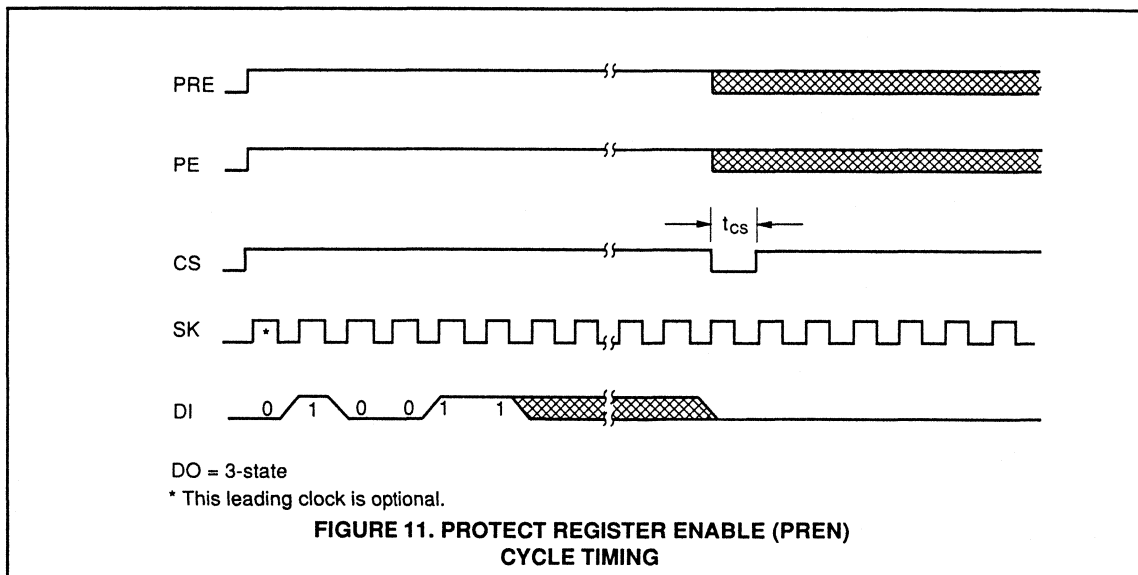 PRE
PE
tCS
CS
SK *
DI 0 1 0 0 1 1
DO = 3-state
* This leading clock is optional.
FIGURE 11. PROTECT REGISTER ENABLE (PREN)
CYCLE TIMING